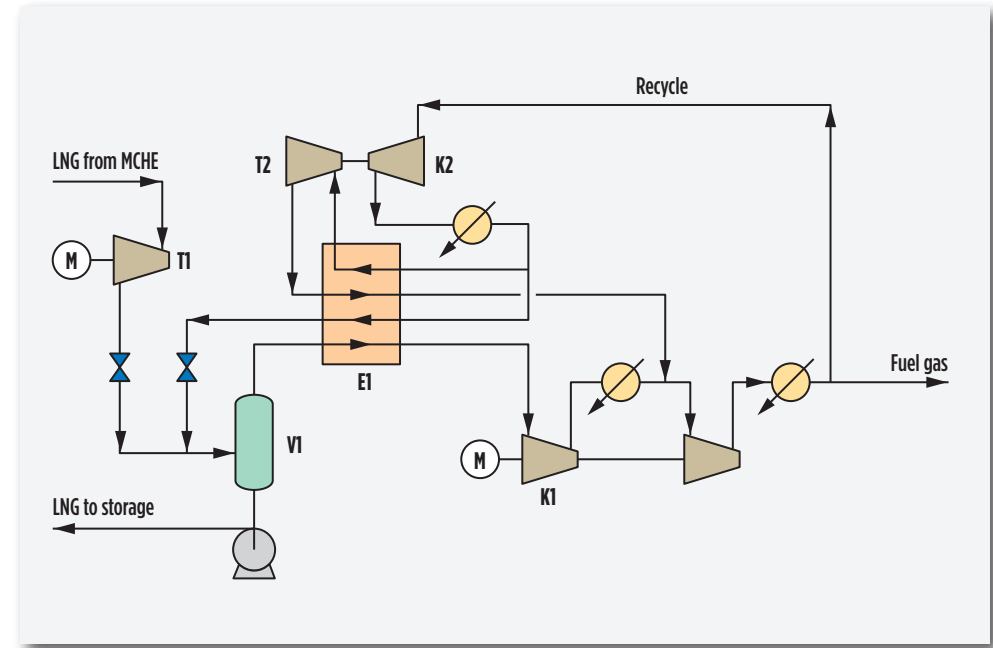 Recycle
LNG from MCHE
T2
K2
M
T1
E1
Fuel gas
V1
M
K1
LNG to storage